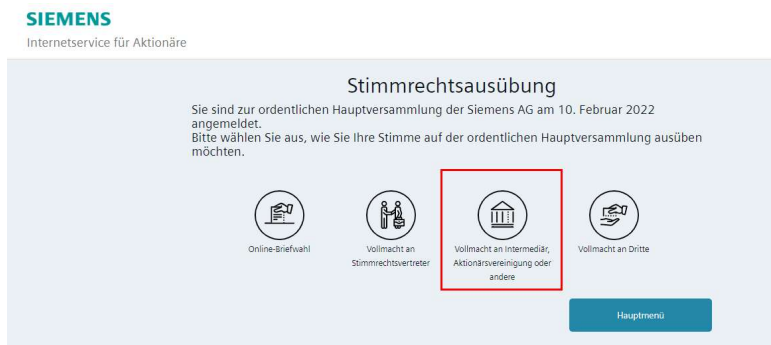 SIEMENS
Internetservice für Aktionäre
Stimmrechtsausübung
Sie sind zur ordentlichen Hauptversammlung der Siemens AG am 10. Februar 2022
angemeldet.
Bitte wählen Sie aus, wie Sie Ihre Stimme auf der ordentlichen Hauptversammlung ausüben
möchten.
Online-Briefwahl
Vollmacht an
Stimmrechtsvertreter
Vollmacht an Intermediär,
Aktionärsvereinigung oder
andere
Vollmacht an Dritte
Hauptmenü